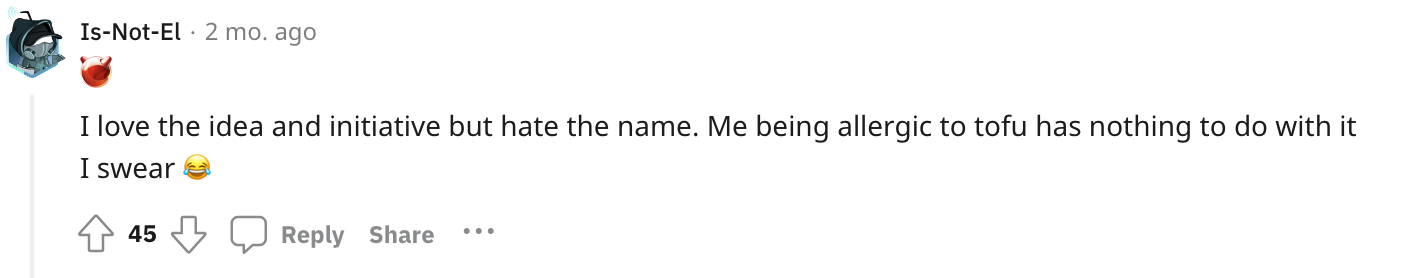 Is-Not-El · 2 mo. ago
I love the idea and initiative but hate the name. Me being allergic to tofu has nothing to do with it
I swear 😂
45 Reply Share ···